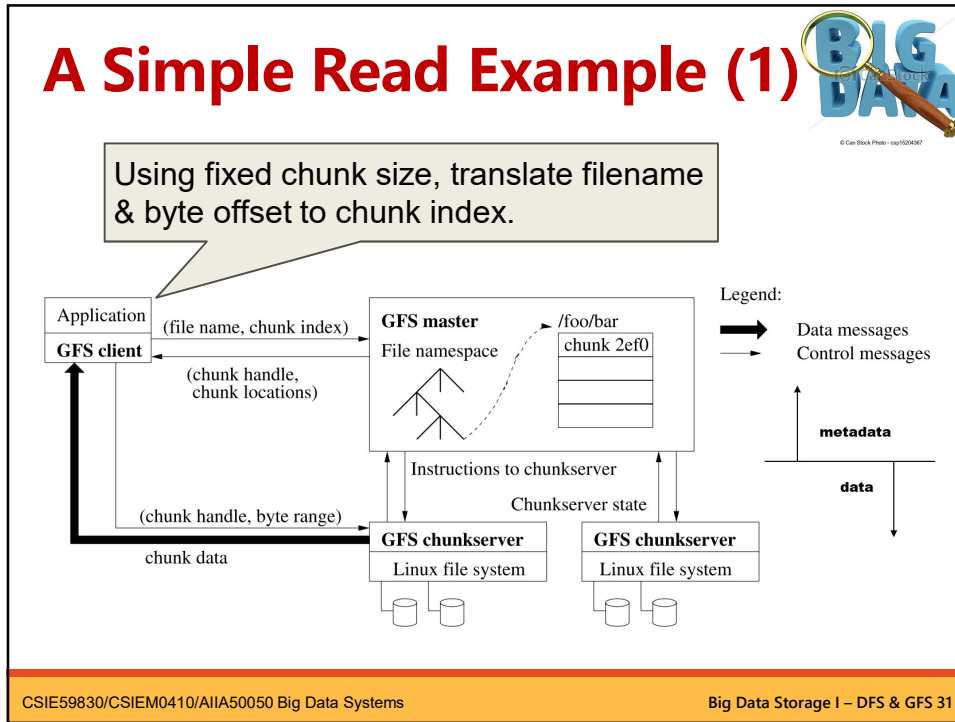 A Simple Read Example (1)
BIG
DATA
© Can Stock Photo - csp15204367
Using fixed chunk size, translate filename
& byte offset to chunk index.
Application
GFS client
(file name, chunk index)
(chunk handle,
chunk locations)
GFS master
File namespace
/foo/bar
chunk 2ef0
Legend:
Data messages
Control messages
metadata
data
Instructions to chunkserver
Chunkserver state
(chunk handle, byte range)
chunk data
GFS chunkserver
Linux file system
GFS chunkserver
Linux file system
CSIE59830/CSIEM0410/AIIA50050 Big Data Systems
Big Data Storage I – DFS & GFS 31